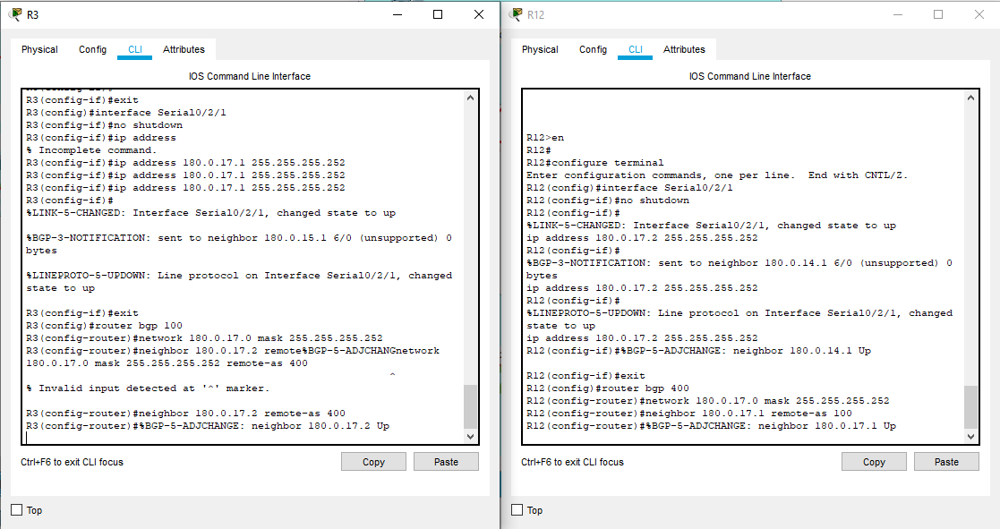 R3
Physical Config CLI Attributes
IOS Command Line Interface
R3(config-if)#
R3(config-if)#exit
R3(config)#interface Serial0/2/1
R3(config-if)#no shutdown
R3(config-if)#ip address
% Incomplete command.
R3(config-if)#ip address 180.0.17.1 255.255.255.252
R3(config-if)#ip address 180.0.17.1 255.255.255.252
R3(config-if)#ip address 180.0.17.1 255.255.255.252
R3(config-if)#
%LINK-5-CHANGED: Interface Serial0/2/1, changed state to up
%BGP-3-NOTIFICATION: sent to neighbor 180.0.15.1 6/0 (unsupported) 0
bytes
%LINEPROTO-5-UPDOWN: Line protocol on Interface Serial0/2/1, changed
state to up
R3(config-if)#exit
R3(config)#router bgp 100
R3(config-router)#network 180.0.17.0 mask 255.255.255.252
R3(config-router)#neighbor 180.0.17.2 remote%BGP-5-ADJCHANGnetwork
180.0.17.0 mask 255.255.255.252 remote-as 400
^
% Invalid input detected at '^' marker.
R3(config-router)#neighbor 180.0.17.2 remote-as 400
R3(config-router)#%BGP-5-ADJCHANGE: neighbor 180.0.17.2 Up
Ctrl+F6 to exit CLI focus
Copy Paste
Top
R12
Physical Config CLI Attributes
IOS Command Line Interface
R12>en
R12#
R12#configure terminal
Enter configuration commands, one per line. End with CNTL/Z.
R12(config)#interface Serial0/2/1
R12(config-if)#no shutdown
R12(config-if)#
%LINK-5-CHANGED: Interface Serial0/2/1, changed state to up
ip address 180.0.17.2 255.255.255.252
R12(config-if)#
%BGP-3-NOTIFICATION: sent to neighbor 180.0.14.1 6/0 (unsupported) 0
bytes
ip address 180.0.17.2 255.255.255.252
R12(config-if)#
%LINEPROTO-5-UPDOWN: Line protocol on Interface Serial0/2/1, changed
state to up
ip address 180.0.17.2 255.255.255.252
R12(config-if)#%BGP-5-ADJCHANGE: neighbor 180.0.14.1 Up
R12(config-if)#exit
R12(config)#router bgp 400
R12(config-router)#network 180.0.17.0 mask 255.255.255.252
R12(config-router)#neighbor 180.0.17.1 remote-as 100
R12(config-router)#%BGP-5-ADJCHANGE: neighbor 180.0.17.1 Up
Ctrl+F6 to exit CLI focus
Copy Paste
Top